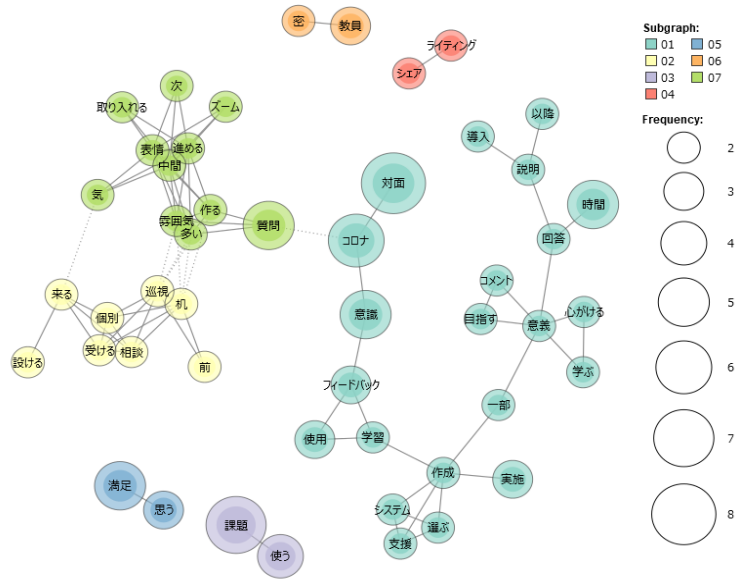 密
教員
ライティング
シェア
Subgraph:
01
02
03
04
05
06
07
Frequency:
2
3
4
5
6
7
8
次
取り入れる
ズーム
表情
進める
中間
気
作る
雰囲気
多い
質問
対面
コロナ
意識
以降
導入
説明
時間
回答
コメント
目指す
意義
心がける
学ぶ
一部
来る
巡視
机
個別
受ける
相談
前
設ける
フィードバック
使用
学習
作成
実施
システム
選ぶ
支援
満足
思う
課題
使う